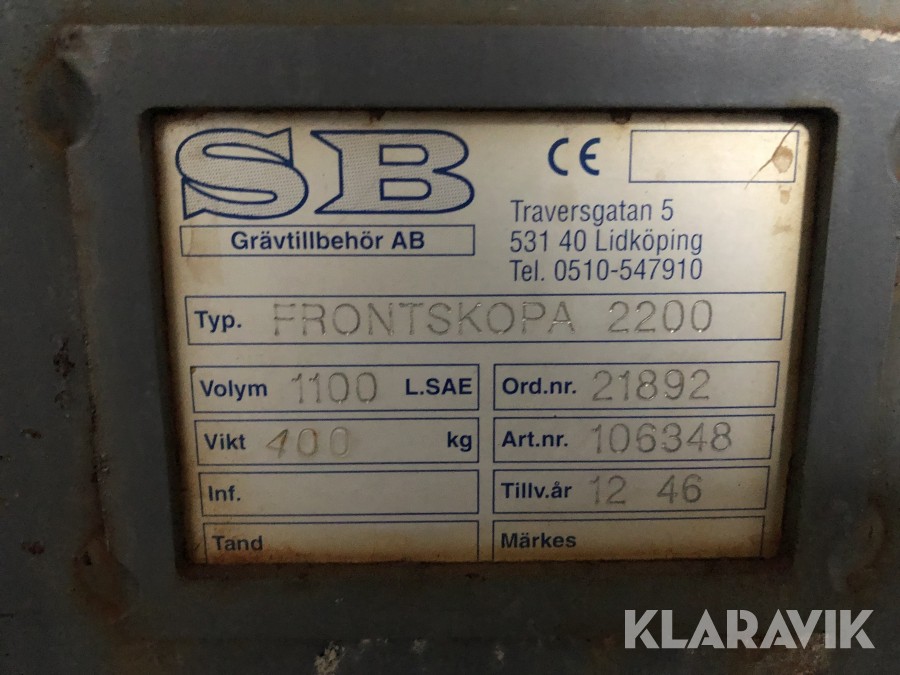 SB
Grävtillbehör AB
CE
Traversgatan 5
531 40 Lidköping
Tel. 0510-547910
Typ. FRONTSKOPA 2200
Volym 1100 L.SAE
Ord.nr. 21892
Vikt 400 kg
Art.nr. 106348
Inf.
Tillv.år 12 46
Tand
Märkes
KLARAVIK